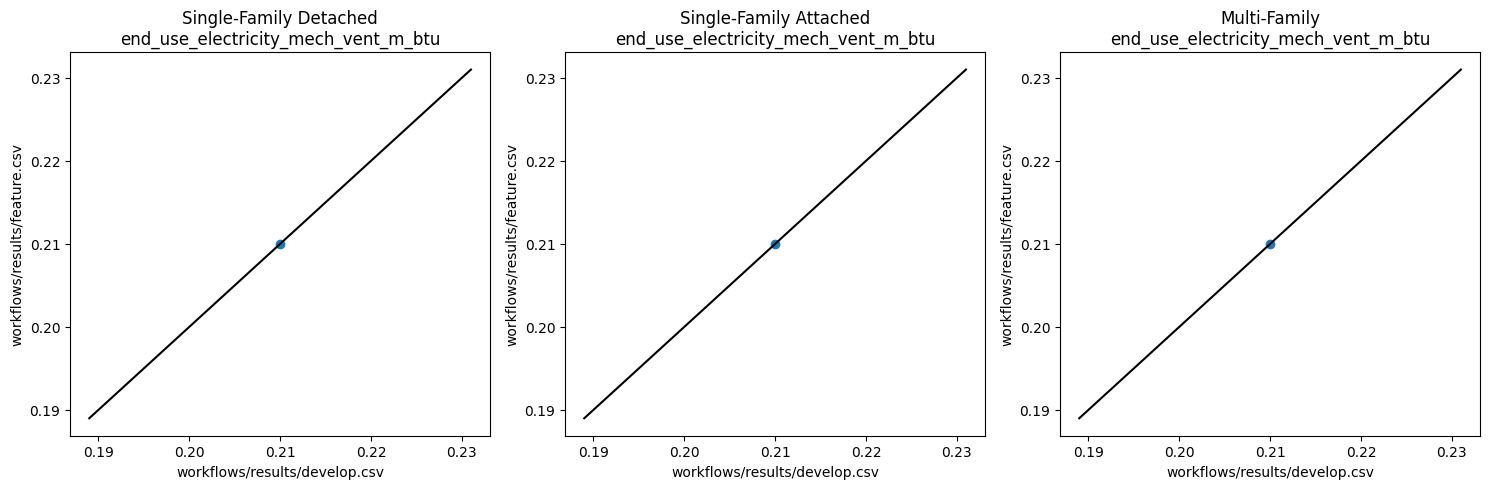 Single-Family Detached
end_use_electricity_mech_vent_m_btu
workflows/results/feature.csv
0.23
0.22
0.21
0.20
0.19
0.19 0.20 0.21 0.22 0.23
workflows/results/develop.csv
Single-Family Attached
end_use_electricity_mech_vent_m_btu
workflows/results/feature.csv
0.23
0.22
0.21
0.20
0.19
0.19 0.20 0.21 0.22 0.23
workflows/results/develop.csv
Multi-Family
end_use_electricity_mech_vent_m_btu
workflows/results/feature.csv
0.23
0.22
0.21
0.20
0.19
0.19 0.20 0.21 0.22 0.23
workflows/results/develop.csv